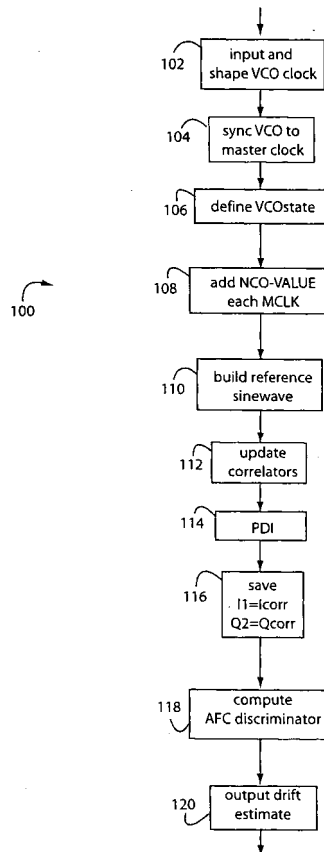 102
input and
shape VCO clock
104
sync VCO to
master clock
106
define VCOstate
100
108
add NCO-VALUE
each MCLK
110
build reference
sinewave
112
update
correlators
114
PDI
116
save
I1=Icorr
Q2=Qcorr
118
compute
AFC discriminator
120
output drift
estimate